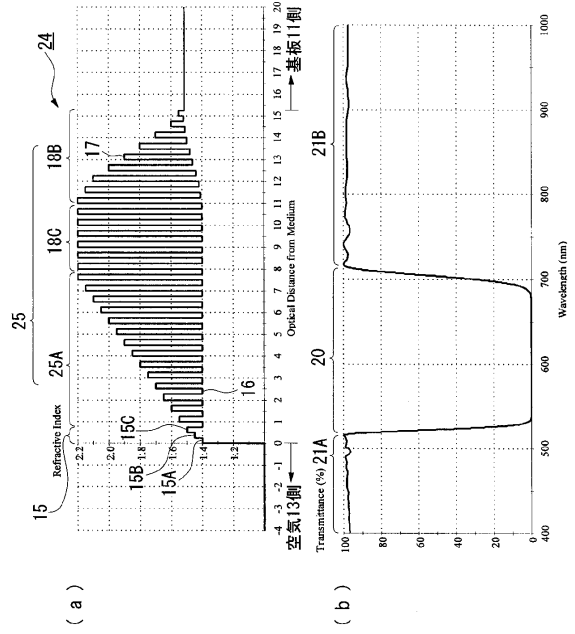 (a)
24
25
25A
18C
18B
15
Refractive Index
15C
15B
15A
17
16
2.2
2.0
1.8
1.6
1.4
1.2
-4 -3 -2 -1 0 1 2 3 4 5 6 7 8 9 10 11 12 13 14 15 16 17 18 19 20
Optical Distance from Medium
空気13側
基板11側
(b)
21A
20
21B
Transmittance (%)
100
80
60
40
20
0
400 500 600 700 800 900 1000
Wavelength (nm)